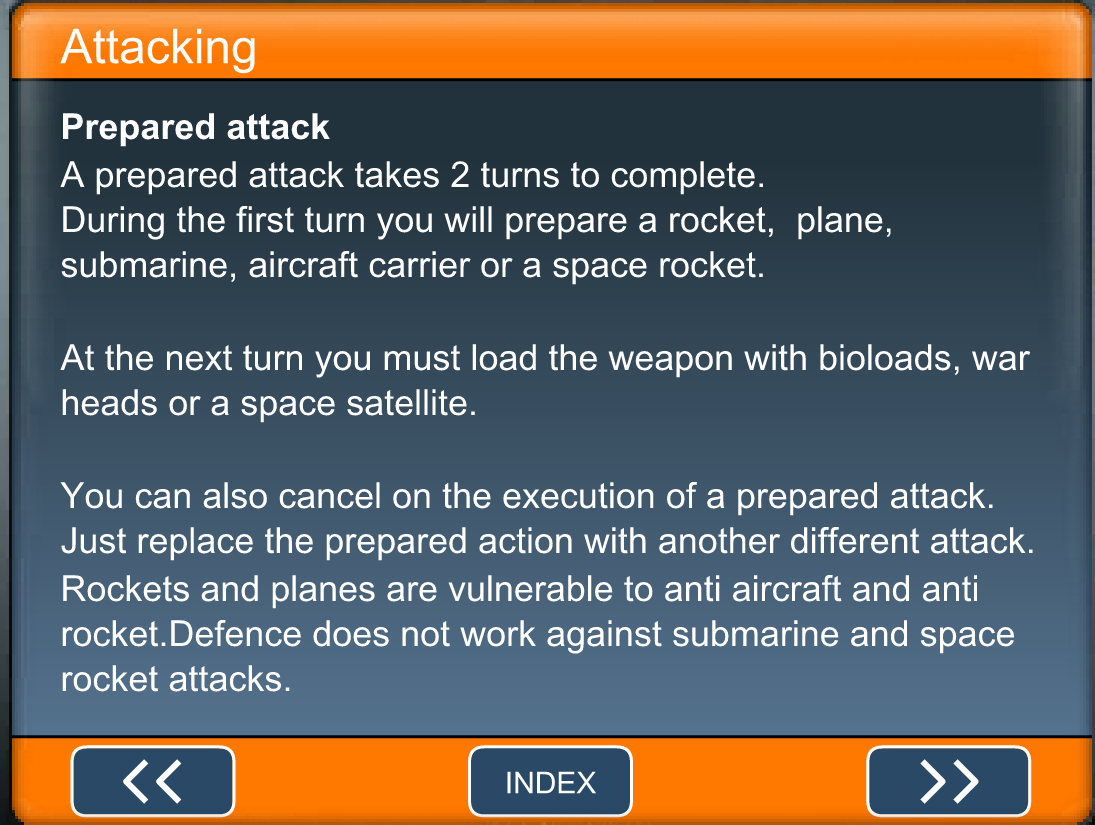 Attacking
Prepared attack
A prepared attack takes 2 turns to complete.
During the first turn you will prepare a rocket,  plane,
submarine, aircraft carrier or a space rocket.
At the next turn you must load the weapon with bioloads, war
heads or a space satellite.
You can also cancel on the execution of a prepared attack.
Just replace the prepared action with another different attack.
Rockets and planes are vulnerable to anti aircraft and anti
rocket.Defence does not work against submarine and space
rocket attacks.
<< INDEX >>